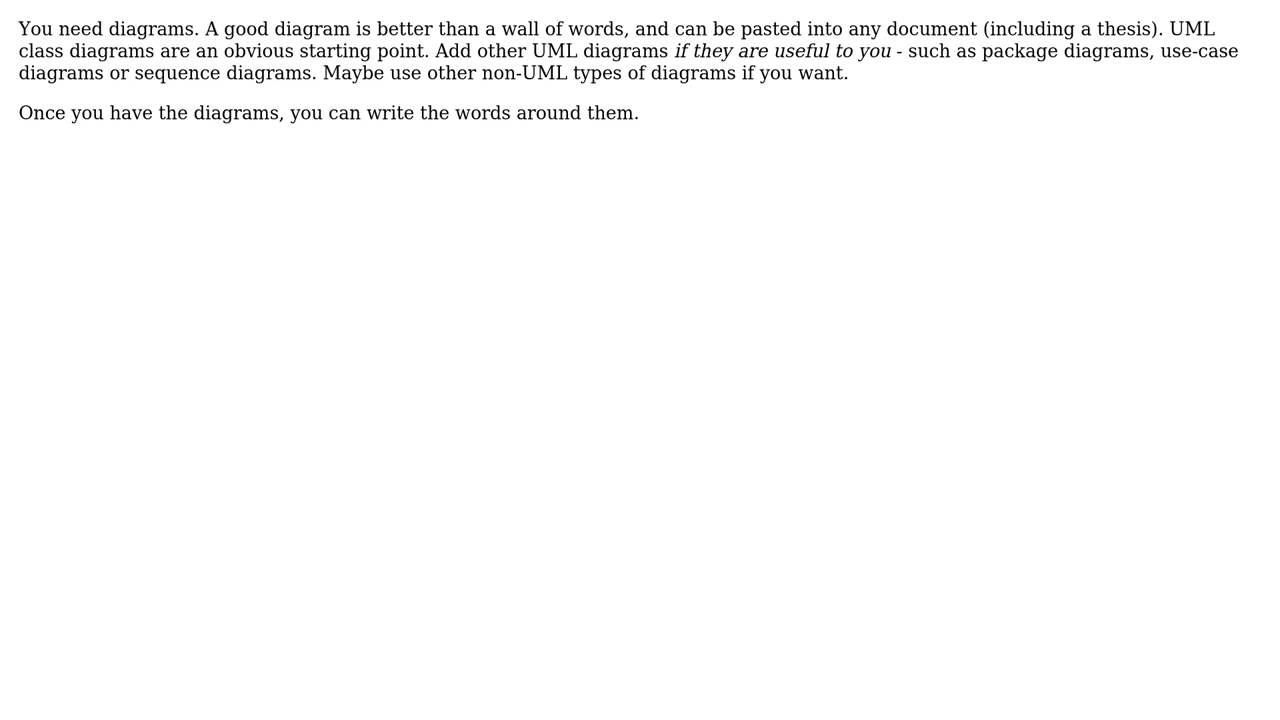 You need diagrams. A good diagram is better than a wall of words, and can be pasted into any document (including a thesis). UML
class diagrams are an obvious starting point. Add other UML diagrams if they are useful to you - such as package diagrams, use-case
diagrams or sequence diagrams. Maybe use other non-UML types of diagrams if you want.
Once you have the diagrams, you can write the words around them.